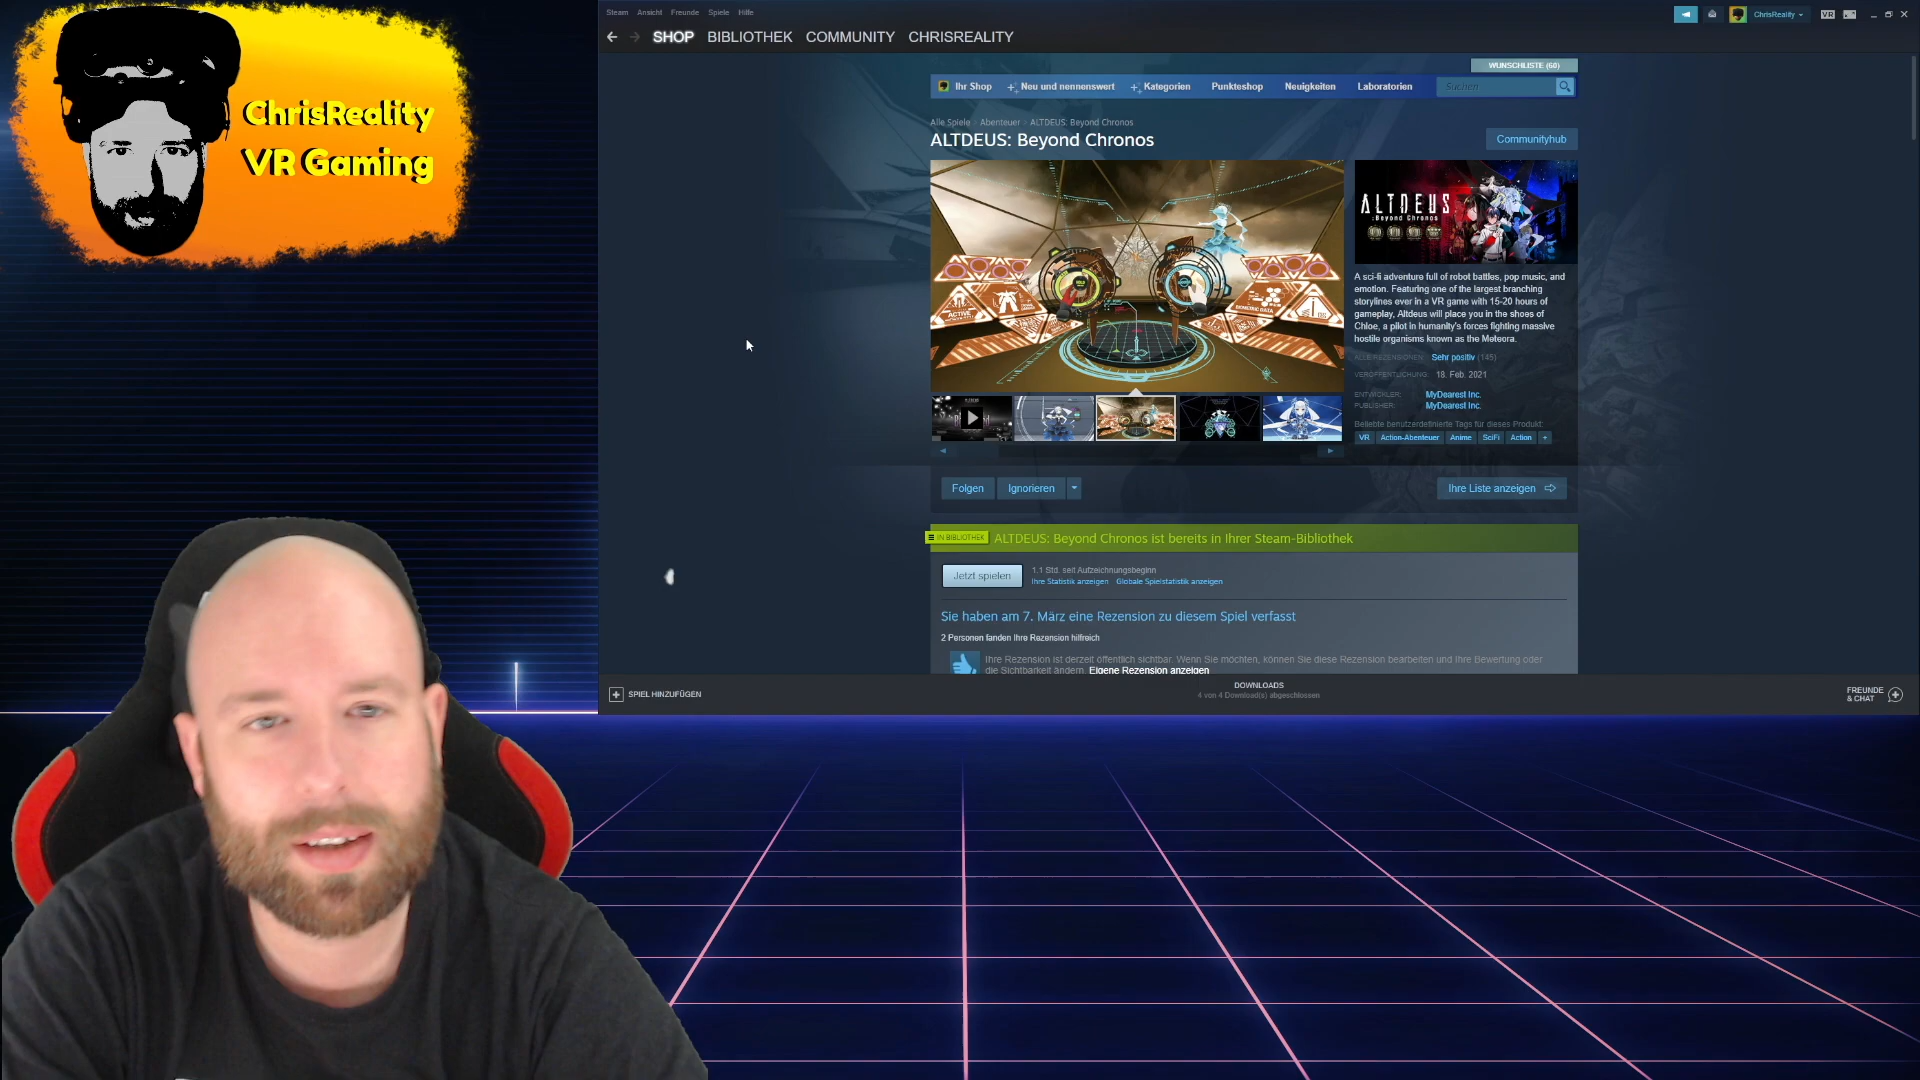 ChrisReality
VR Gaming
Steam Ansicht Freunde Spiele Hilfe
ChrisReality
VR
SHOP BIBLIOTHEK COMMUNITY CHRISREALITY
WUNSCHLISTE (60)
Ihr Shop Neu und nennenswert Kategorien Punkteshop Neuigkeiten Laboratorien Suchen
Alle Spiele > Abenteuer > ALTDEUS: Beyond Chronos
ALTDEUS: Beyond Chronos
Communityhub
ALTDEUS
:Beyond Chronos
A sci-fi adventure full of robot battles, pop music, and
emotion. Featuring one of the largest branching
storylines ever in a VR game with 15-20 hours of
gameplay, Altdeus will place you in the shoes of
Chloe, a pilot in humanity's forces fighting massive
hostile organisms known as the Meteora.
ALLE REZENSIONEN: Sehr positiv (145)
VERÖFFENTLICHUNG: 18. Feb. 2021
ENTWICKLER: MyDearest Inc.
PUBLISHER: MyDearest Inc.
Beliebte benutzerdefinierte Tags für dieses Produkt:
VR Action-Abenteuer Anime SciFi Action +
Folgen Ignorieren Ihre Liste anzeigen
IN BIBLIOTHEK ALTDEUS: Beyond Chronos ist bereits in Ihrer Steam-Bibliothek
Jetzt spielen
1.1 Std. seit Aufzeichnungsbeginn
Ihre Statistik anzeigen Globale Spielstatistik anzeigen
Sie haben am 7. März eine Rezension zu diesem Spiel verfasst
2 Personen fanden Ihre Rezension hilfreich
Ihre Rezension ist derzeit öffentlich sichtbar. Wenn Sie möchten, können Sie diese Rezension bearbeiten und Ihre Bewertung oder
die Sichtbarkeit ändern. Eigene Rezension anzeigen
SPIEL HINZUFÜGEN
DOWNLOADS
4 von 4 Download(s) abgeschlossen
FREUNDE
& CHAT